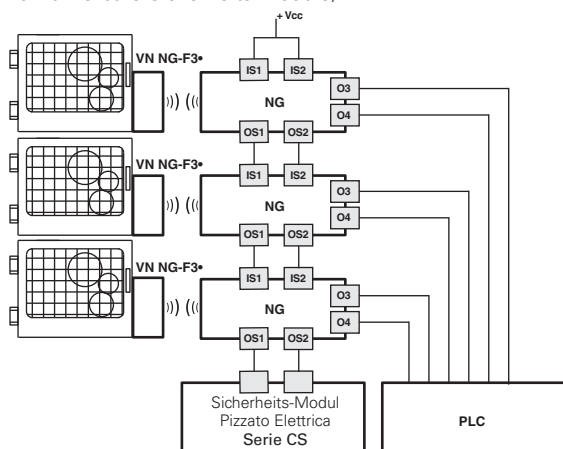 + Vcc
VN NG-F3•
IS1 IS2
NG
O3
O4
OS1 OS2
VN NG-F3•
IS1 IS2
NG
O3
O4
OS1 OS2
VN NG-F3•
IS1 IS2
NG
O3
O4
OS1 OS2
Sicherheits-Modul
Pizzato Elettrica
Serie CS
PLC